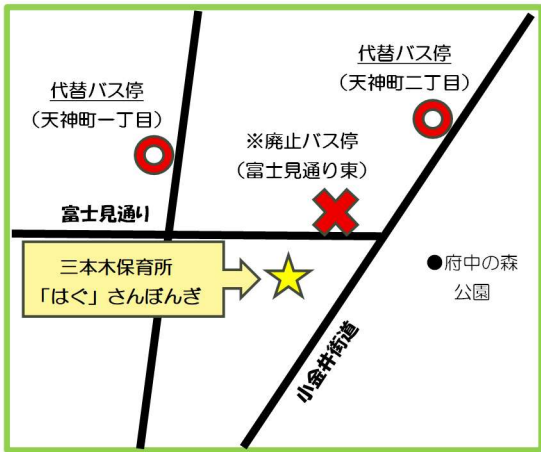 代替バス停
（天神町一丁目）
代替バス停
（天神町二丁目）
※廃止バス停
（富士見通り東）
富士見通り
三本木保育所
「はぐ」さんぼんぎ
●府中の森
公園
小金井街道